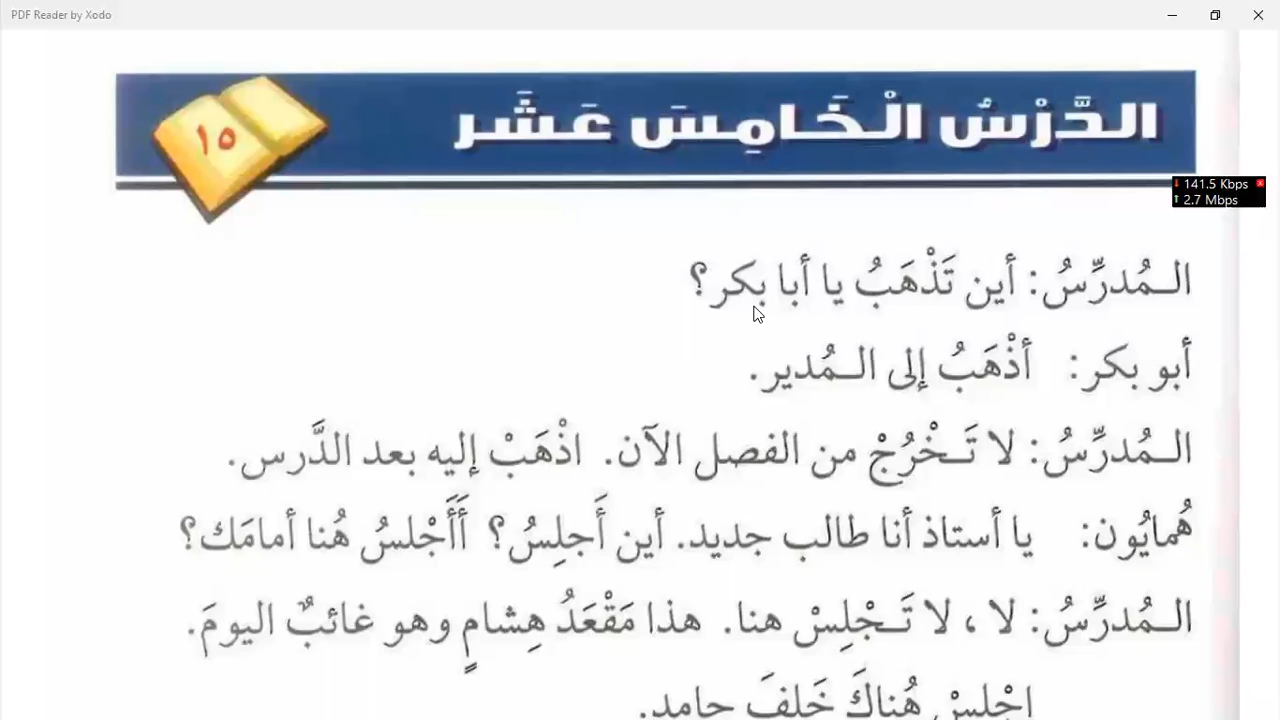 PDF Reader by Xodo
الدَّرْسُ الْخَامِسَ عَشَر
١٥
141.5 Kbps
2.7 Mbps
الـمُدرِّسُ: أين تَذْهَبُ يا أبا بكر؟
أبو بكر: أذْهَبُ إلى الـمُدير.
الـمُدرِّسُ: لا تَـخْرُجْ من الفصل الآن. اذْهَبْ إليه بعد الدَّرس.
هُمايُون: يا أستاذ أنا طالب جديد. أين أَجلِسُ؟ أَأَجْلسُ هُنا أمامَك؟
الـمُدرِّسُ: لا ، لا تَـجْلِسْ هنا. هذا مَقْعَدُ هِشامٍ وهو غائبٌ اليومَ.
اجْلِسْ هُناكَ خَلفَ حامد.